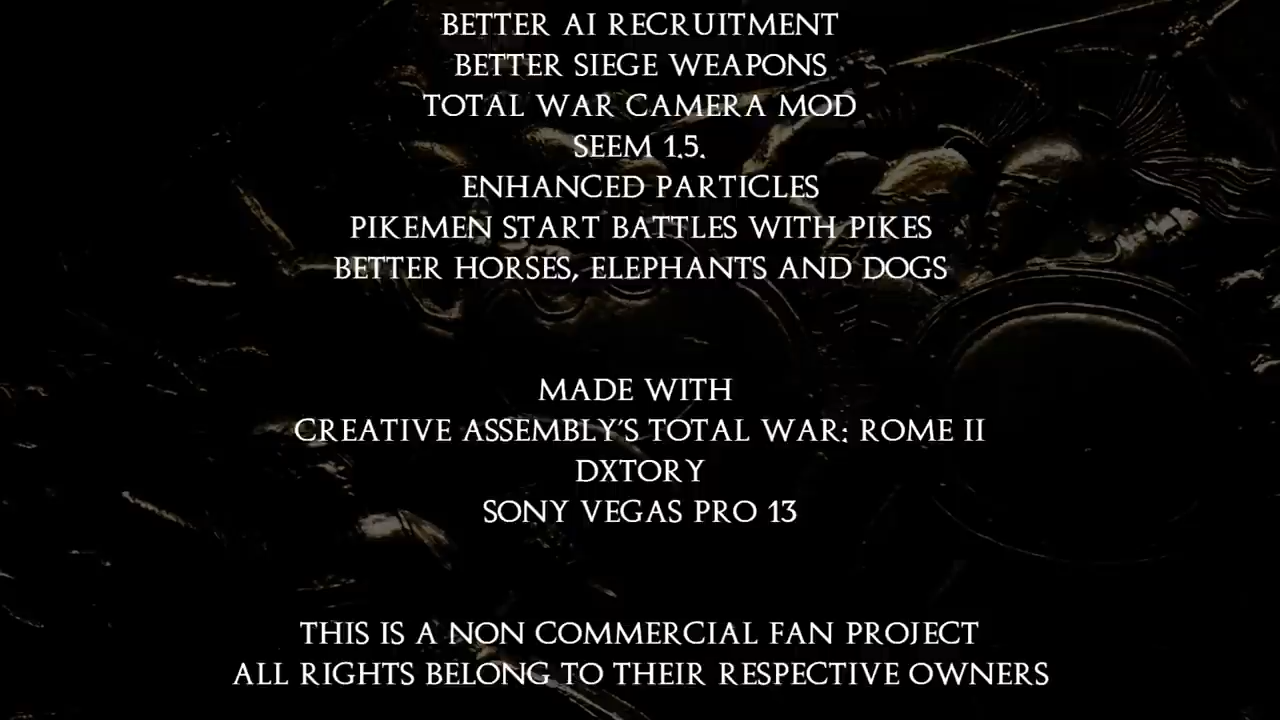 BETTER AI RECRUITMENT
BETTER SIEGE WEAPONS
TOTAL WAR CAMERA MOD
SEEM 1.5.
ENHANCED PARTICLES
PIKEMEN START BATTLES WITH PIKES
BETTER HORSES, ELEPHANTS AND DOGS
MADE WITH
CREATIVE ASSEMBLY'S TOTAL WAR: ROME II
DXTORY
SONY VEGAS PRO 13
THIS IS A NON COMMERCIAL FAN PROJECT
ALL RIGHTS BELONG TO THEIR RESPECTIVE OWNERS